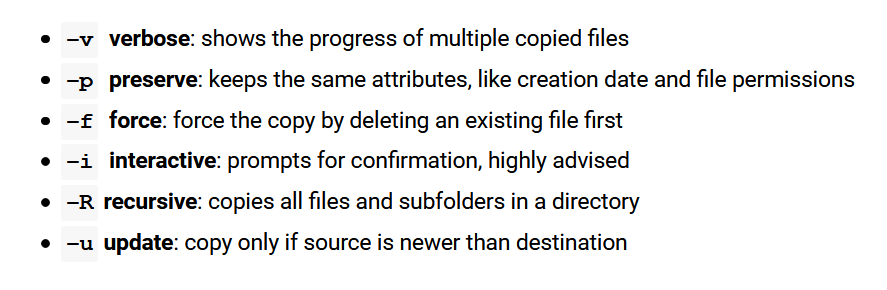 • –v verbose: shows the progress of multiple copied files
• –p preserve: keeps the same attributes, like creation date and file permissions
• –f force: force the copy by deleting an existing file first
• –i interactive: prompts for confirmation, highly advised
• –R recursive: copies all files and subfolders in a directory
• –u update: copy only if source is newer than destination